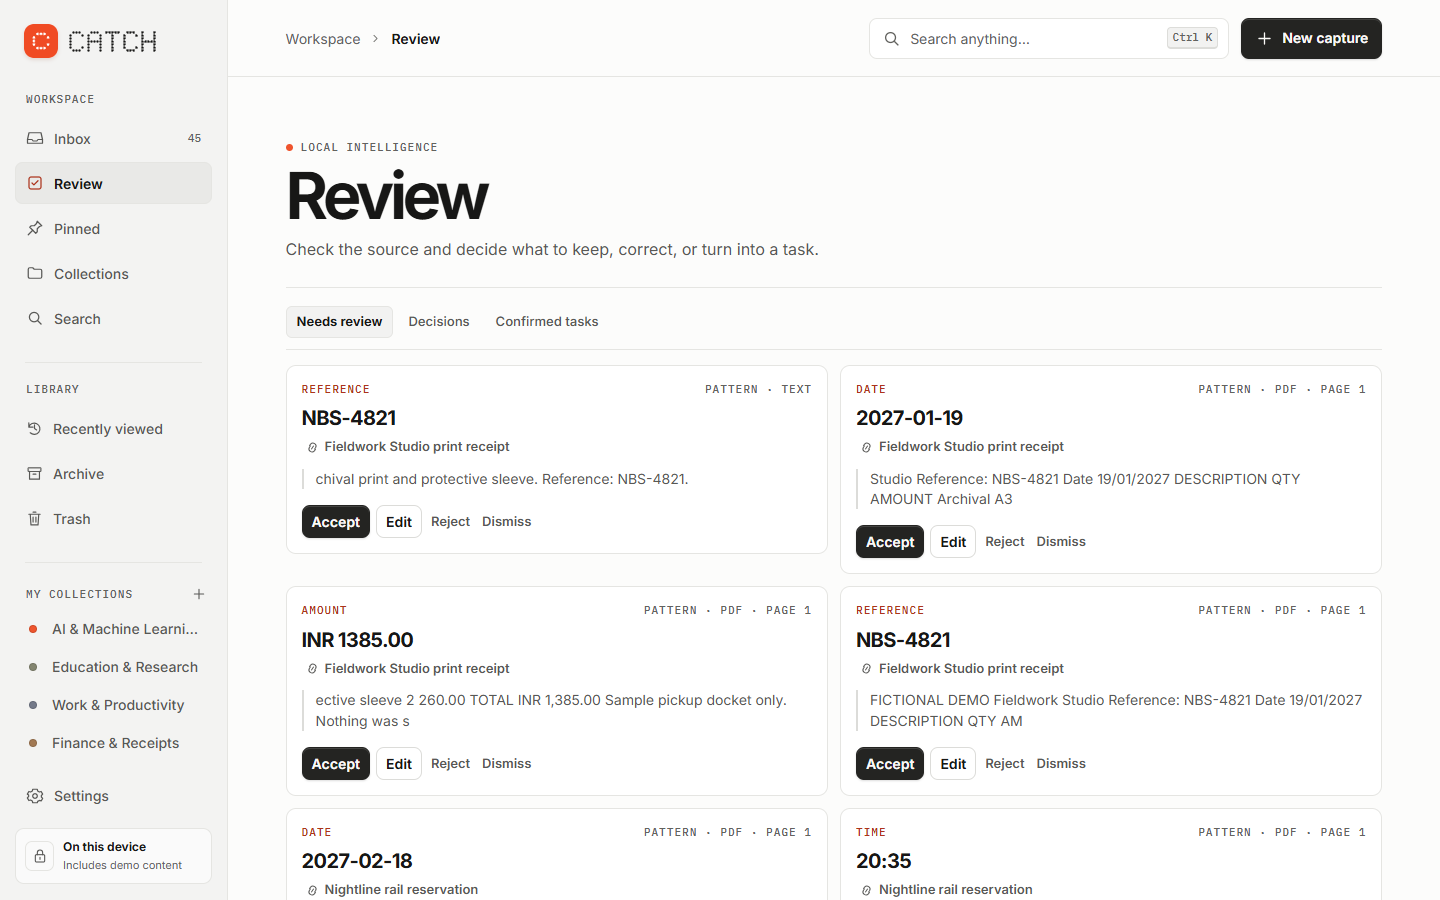 CATCH
WORKSPACE
Inbox 45
Review
Pinned
Collections
Search
LIBRARY
Recently viewed
Archive
Trash
MY COLLECTIONS
AI & Machine Learni...
Education & Research
Work & Productivity
Finance & Receipts
Settings
On this device
Includes demo content
Workspace > Review
Search anything... Ctrl K
New capture
LOCAL INTELLIGENCE
Review
Check the source and decide what to keep, correct, or turn into a task.
Needs review Decisions Confirmed tasks
REFERENCE PATTERN · TEXT
NBS-4821
Fieldwork Studio print receipt
chival print and protective sleeve. Reference: NBS-4821.
Accept Edit Reject Dismiss
DATE PATTERN · PDF · PAGE 1
2027-01-19
Fieldwork Studio print receipt
Studio Reference: NBS-4821 Date 19/01/2027 DESCRIPTION QTY
AMOUNT Archival A3
Accept Edit Reject Dismiss
AMOUNT PATTERN · PDF · PAGE 1
INR 1385.00
Fieldwork Studio print receipt
ective sleeve 2 260.00 TOTAL INR 1,385.00 Sample pickup docket only.
Nothing was s
Accept Edit Reject Dismiss
REFERENCE PATTERN · PDF · PAGE 1
NBS-4821
Fieldwork Studio print receipt
FICTIONAL DEMO Fieldwork Studio Reference: NBS-4821 Date 19/01/2027
DESCRIPTION QTY AM
Accept Edit Reject Dismiss
DATE PATTERN · PDF · PAGE 1
2027-02-18
Nightline rail reservation
TIME PATTERN · PDF · PAGE 1
20:35
Nightline rail reservation